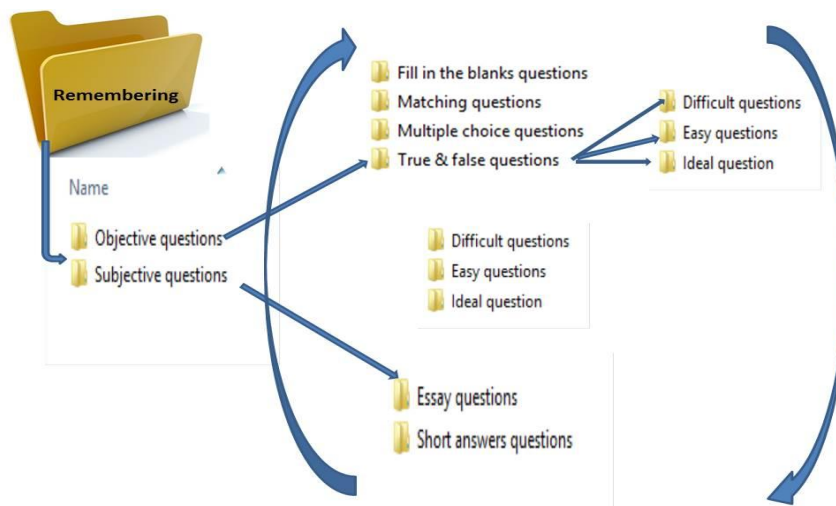 Remembering
Name
Objective questions
Subjective questions
Fill in the blanks questions
Matching questions
Multiple choice questions
True & false questions
Difficult questions
Easy questions
Ideal question
Difficult questions
Easy questions
Ideal question
Essay questions
Short answers questions